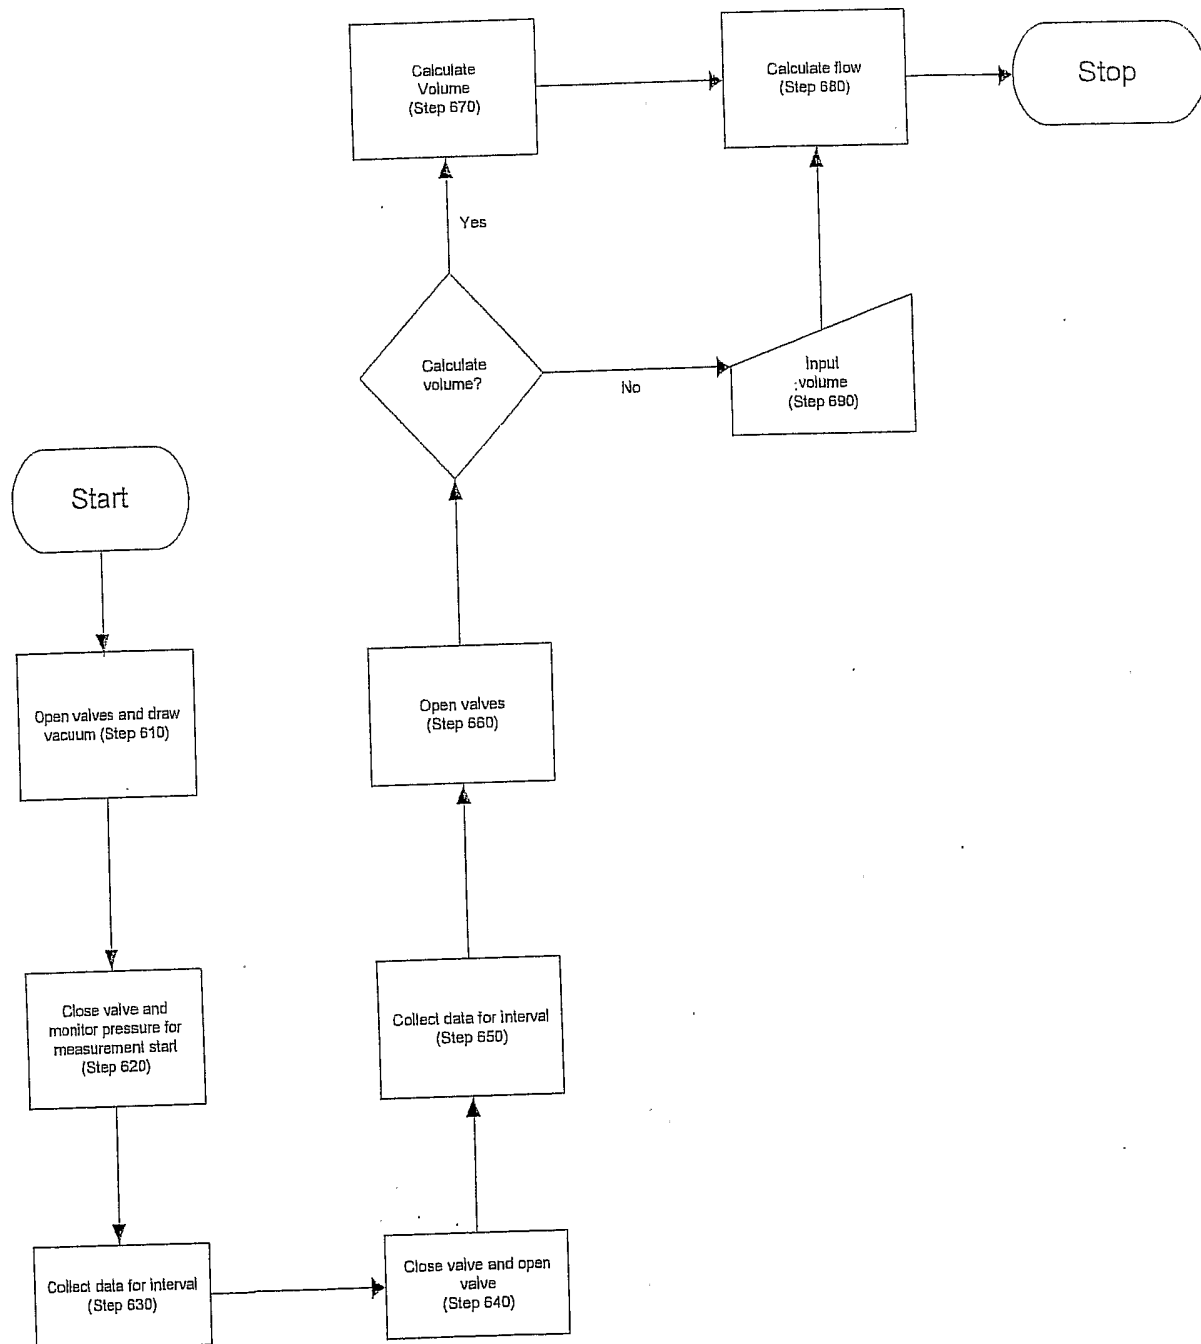 Start
Open valves and draw
vacuum (Step 610)
Close valve and
monitor pressure for
measurement start
(Step 620)
Collect data for interval
(Step 630)
Close valve and open
valve
(Step 640)
Collect data for interval
(Step 650)
Open valves
(Step 660)
Calculate
volume?
Yes
No
Calculate
Volume
(Step 670)
Input
volume
(Step 690)
Calculate flow
(Step 680)
Stop